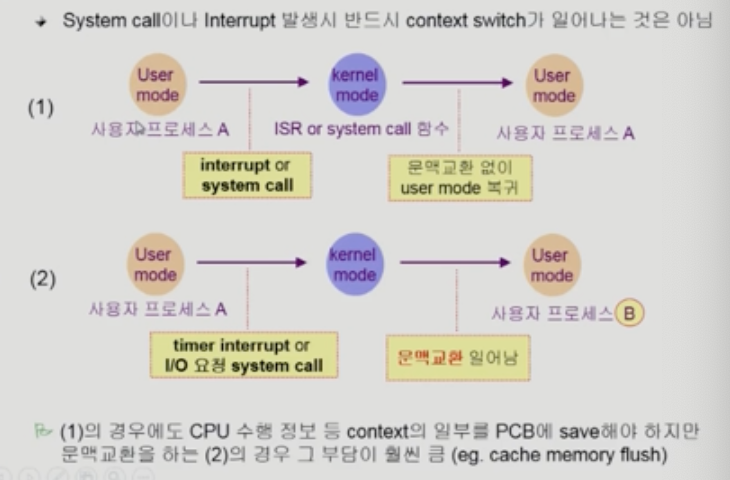 System call이나 Interrupt 발생시 반드시 context switch가 일어나는 것은 아님
(1)
User mode
kernel mode
User mode
사용자 프로세스 A
ISR or system call 함수
사용자 프로세스 A
interrupt or
system call
문맥교환 없이
user mode 복귀
(2)
User mode
kernel mode
User mode
사용자 프로세스 A
사용자 프로세스 B
timer interrupt or
I/O 요청 system call
문맥교환 일어남
(1)의 경우에도 CPU 수행 정보 등 context의 일부를 PCB에 save해야 하지만
문맥교환을 하는 (2)의 경우 그 부담이 훨씬 큼 (eg. cache memory flush)